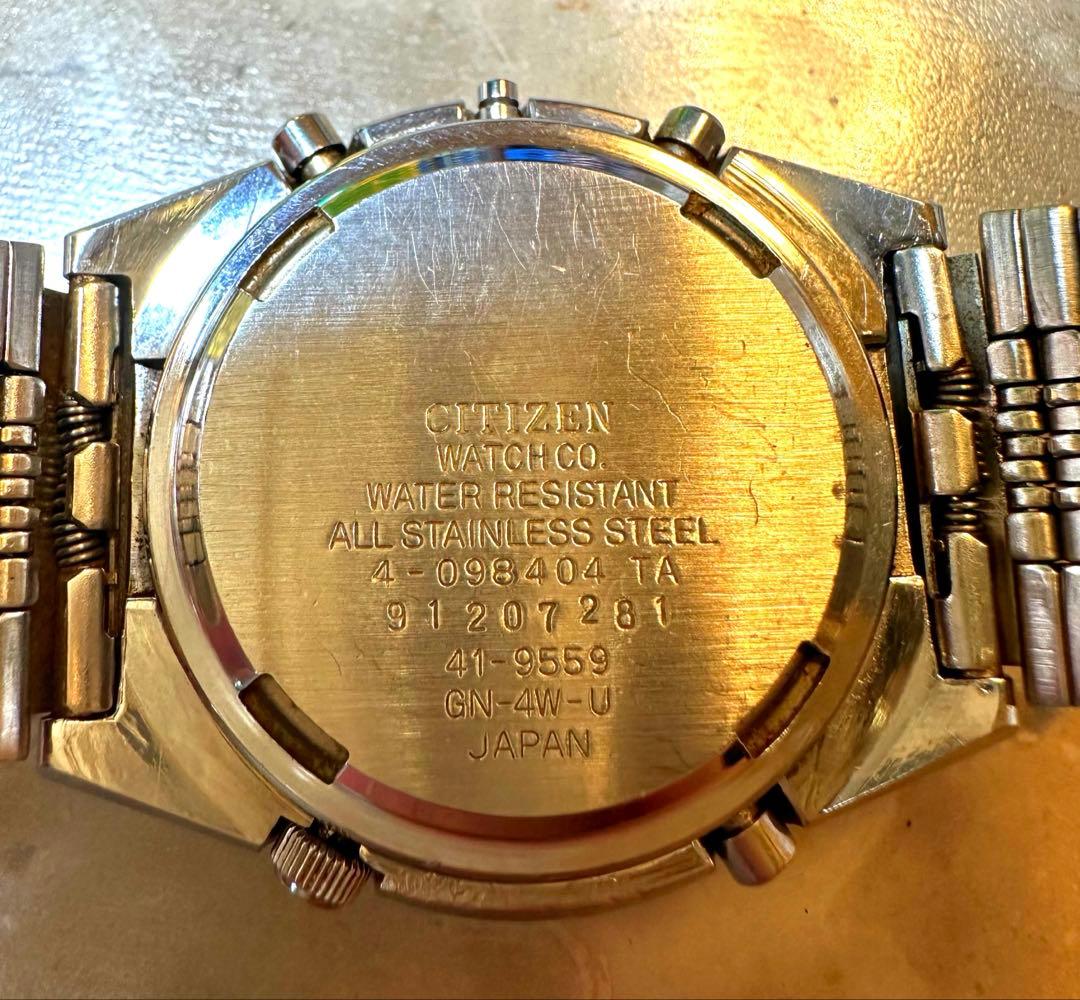 CITIZEN
WATCH CO.
WATER RESISTANT
ALL STAINLESS STEEL
4-098404 TA
91207281
41-9559
GN-4W-U
JAPAN